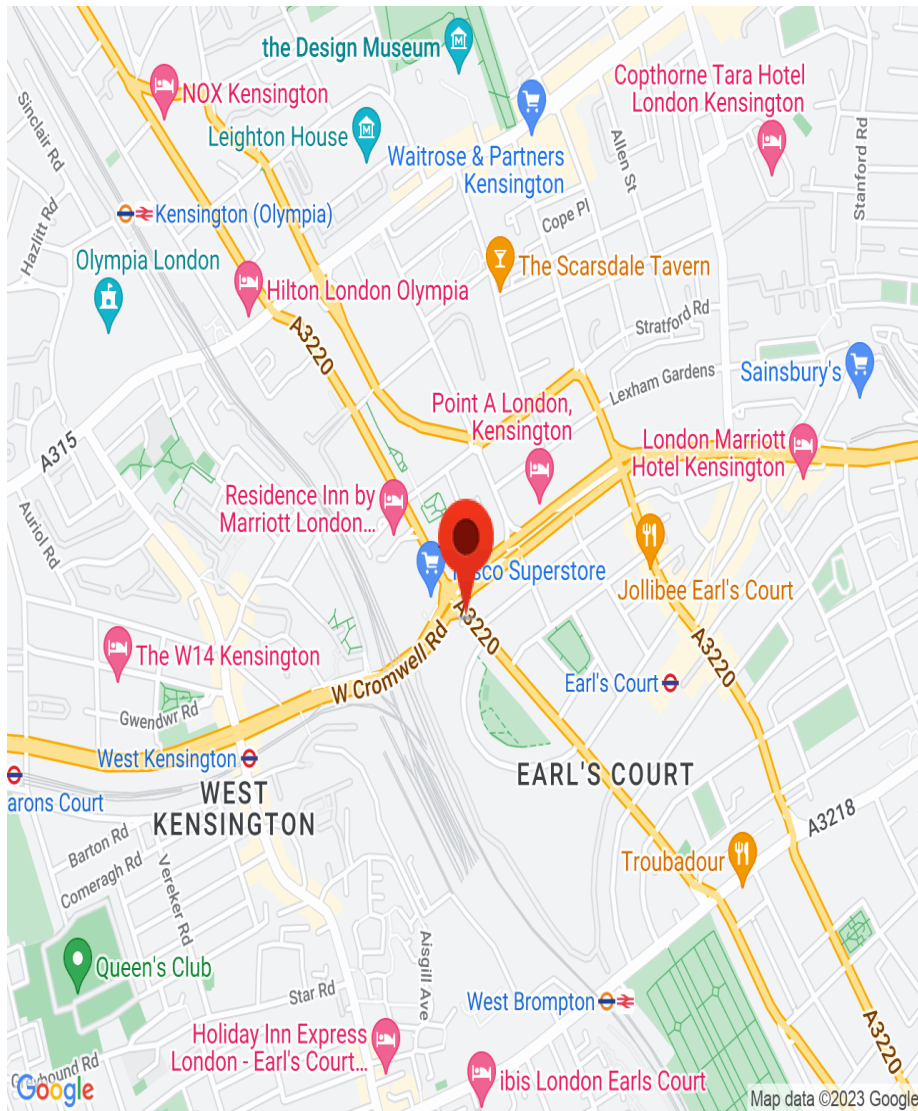 the Design Museum
Copthorne Tara Hotel
London Kensington
NOX Kensington
Leighton House
Sinclair Rd
Waitrose & Partners
Kensington
Allen St
Stanford Rd
Hazlitt Rd
Kensington (Olympia)
Cope Pl
Olympia London
The Scarsdale Tavern
Hilton London Olympia
A3220
Stratford Rd
Lexham Gardens
Sainsbury's
Point A London,
Kensington
A315
London Marriott
Hotel Kensington
Residence Inn by
Marriott London...
Auriol Rd
sco Superstore
Jollibee Earl's Court
A3220
A3220
The W14 Kensington
W Cromwell Rd
Earl's Court
Gwendwr Rd
West Kensington
EARL'S COURT
arons Court
WEST
KENSINGTON
A3218
Barton Rd
Troubadour
Comeragh Rd
Vereker Rd
Aisgill Ave
Queen's Club
Star Rd
West Brompton
A3220
Holiday Inn Express
London - Earl's Court...
ibis London Earls Court
yhound Rd
Google
Map data ©2023 Google